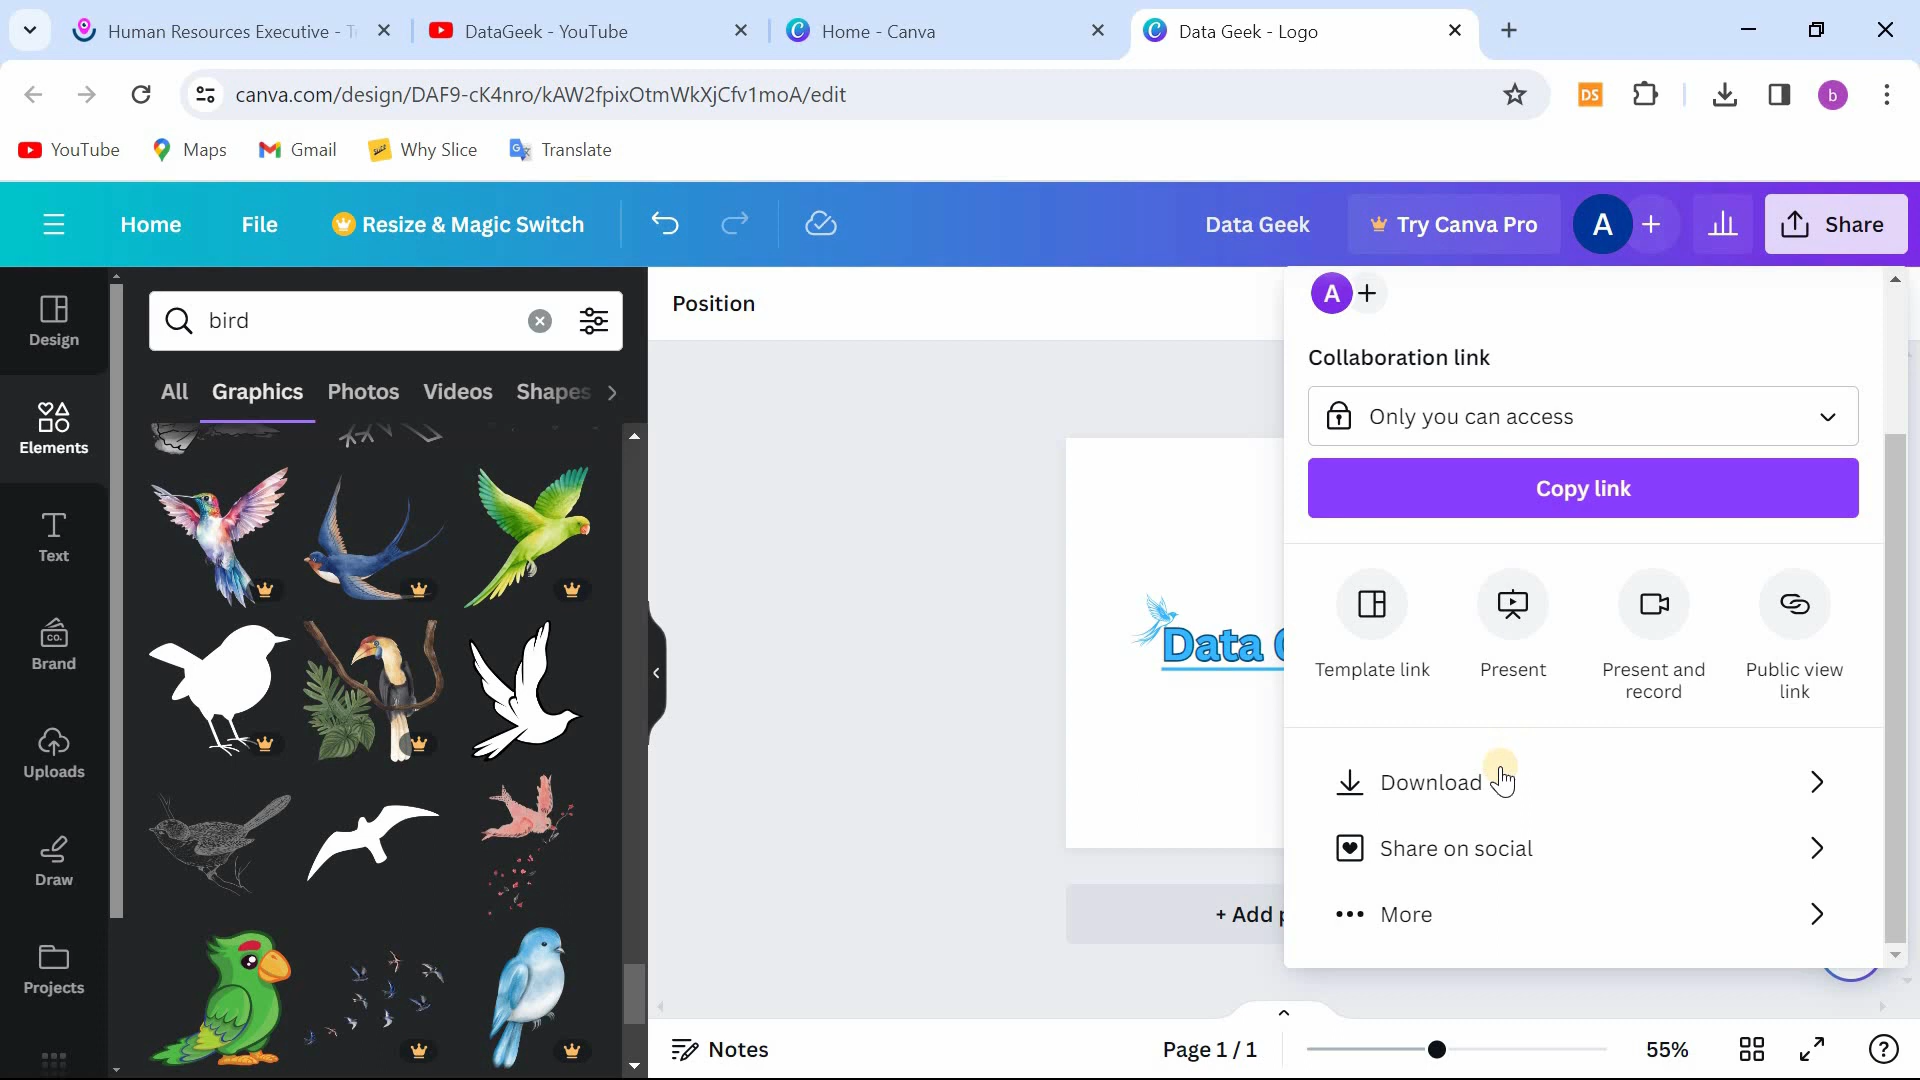 Human Resources Executive - T
DataGeek - YouTube
Home - Canva
Data Geek - Logo
canva.com/design/DAF9-cK4nro/kAW2fpixOtmWkXjCfv1moA/edit
DS
b
YouTube
Maps
Gmail
Why Slice
Translate
Home
File
Resize & Magic Switch
Data Geek
Try Canva Pro
A
Share
Design
Elements
Text
Brand
Uploads
Draw
Projects
bird
All
Graphics
Photos
Videos
Shapes
Position
Data
+ Add
A
Collaboration link
Only you can access
Copy link
Template link
Present
Present and
record
Public view
link
Download
Share on social
More
Notes
Page 1 / 1
55%